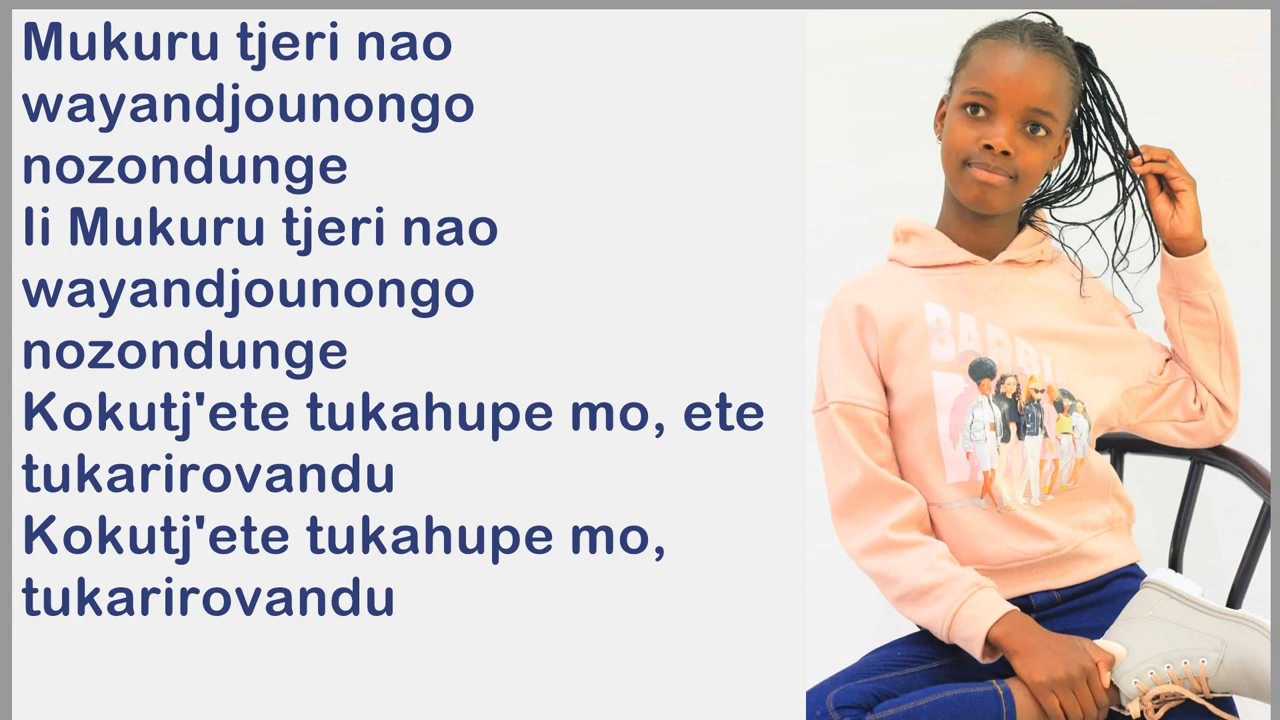 Mukuru tjeri nao
wayandjounongo
nozondunge
Ii Mukuru tjeri nao
wayandjounongo
nozondunge
Kokutj'ete tukahupe mo, ete
tukarirovandu
Kokutj'ete tukahupe mo,
tukarirovandu